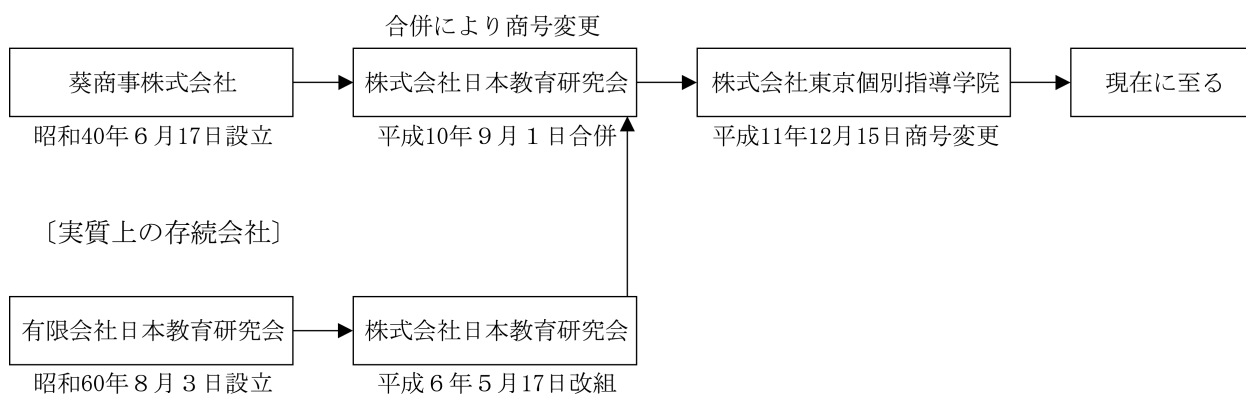 合併により商号変更
葵商事株式会社
株式会社日本教育研究会
株式会社東京個別指導学院
現在に至る
昭和40年6月17日設立
平成10年9月1日合併
平成11年12月15日商号変更
〔実質上の存続会社〕
有限会社日本教育研究会
株式会社日本教育研究会
昭和60年8月3日設立
平成6年5月17日改組